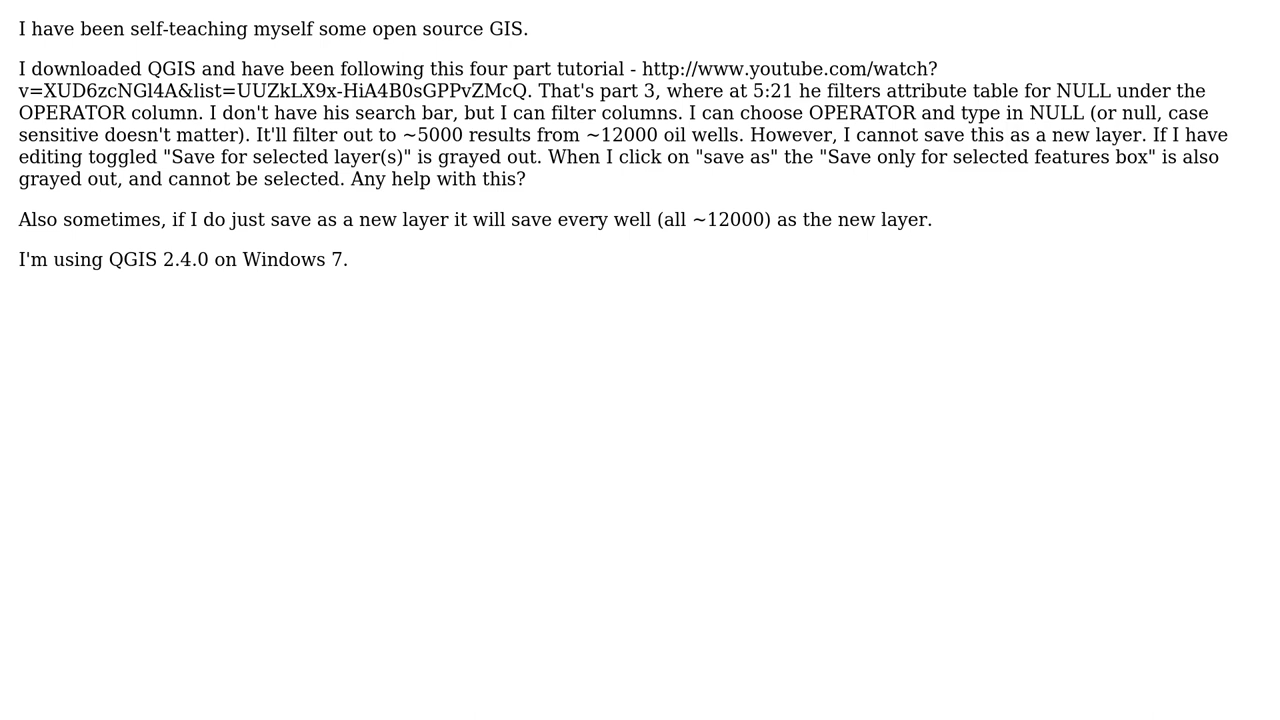 I have been self-teaching myself some open source GIS.
I downloaded QGIS and have been following this four part tutorial - http://www.youtube.com/watch?
v=XUD6zcNGl4A&list=UUZkLX9x-HiA4B0sGPPvZMcQ. That's part 3, where at 5:21 he filters attribute table for NULL under the
OPERATOR column. I don't have his search bar, but I can filter columns. I can choose OPERATOR and type in NULL (or null, case
sensitive doesn't matter). It'll filter out to ~5000 results from ~12000 oil wells. However, I cannot save this as a new layer. If I have
editing toggled "Save for selected layer(s)" is grayed out. When I click on "save as" the "Save only for selected features box" is also
grayed out, and cannot be selected. Any help with this?
Also sometimes, if I do just save as a new layer it will save every well (all ~12000) as the new layer.
I'm using QGIS 2.4.0 on Windows 7.